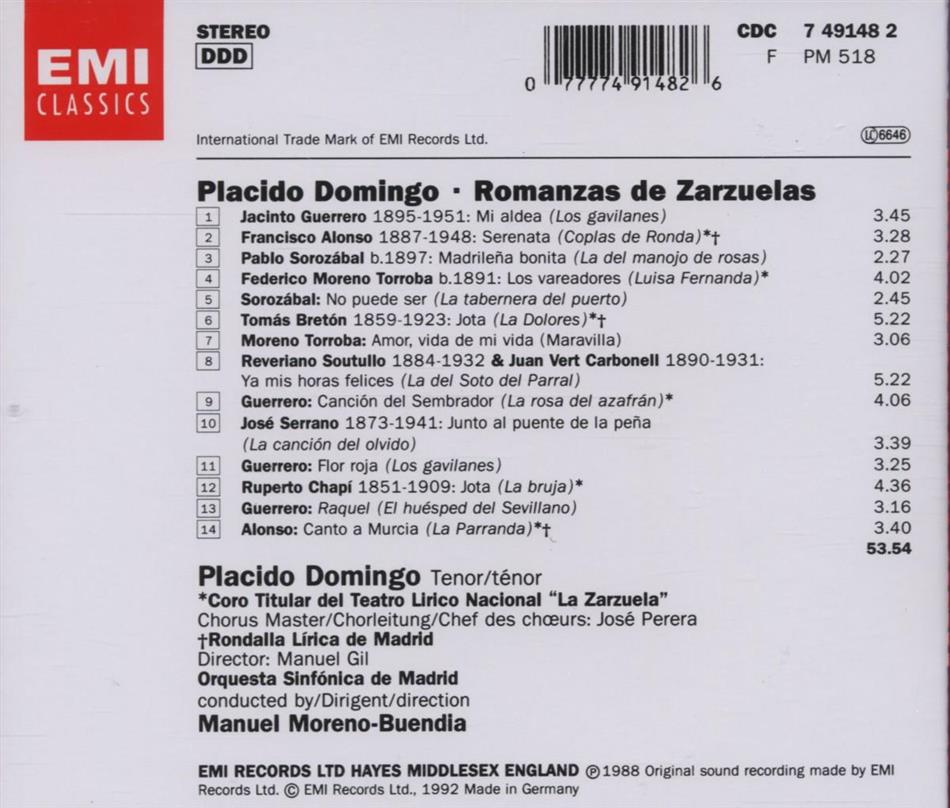 EMI
CLASSICS
STEREO
DDD
0 77774 91482 6
CDC 7 49148 2
F PM 518
International Trade Mark of EMI Records Ltd.
LC 6646
Placido Domingo · Romanzas de Zarzuelas
1 Jacinto Guerrero 1895-1951: Mi aldea (Los gavilanes) 3.45
2 Francisco Alonso 1887-1948: Serenata (Coplas de Ronda)*† 3.28
3 Pablo Sorozábal b.1897: Madrileña bonita (La del manojo de rosas) 2.27
4 Federico Moreno Torroba b.1891: Los vareadores (Luisa Fernanda)* 4.02
5 Sorozábal: No puede ser (La tabernera del puerto) 2.45
6 Tomás Bretón 1859-1923: Jota (La Dolores)*† 5.22
7 Moreno Torroba: Amor, vida de mi vida (Maravilla) 3.06
8 Reveriano Soutullo 1884-1932 & Juan Vert Carbonell 1890-1931:
Ya mis horas felices (La del Soto del Parral) 5.22
9 Guerrero: Canción del Sembrador (La rosa del azafrán)* 4.06
10 José Serrano 1873-1941: Junto al puente de la peña
(La canción del olvido) 3.39
11 Guerrero: Flor roja (Los gavilanes) 3.25
12 Ruperto Chapí 1851-1909: Jota (La bruja)* 4.36
13 Guerrero: Raquel (El huésped del Sevillano) 3.16
14 Alonso: Canto a Murcia (La Parranda)*† 3.40
53.54
Placido Domingo Tenor/ténor
*Coro Titular del Teatro Lirico Nacional “La Zarzuela”
Chorus Master/Chorleitung/Chef des chœurs: José Perera
†Rondalla Lírica de Madrid
Director: Manuel Gil
Orquesta Sinfónica de Madrid
conducted by/Dirigent/direction
Manuel Moreno-Buendia
EMI RECORDS LTD HAYES MIDDLESEX ENGLAND ℗1988 Original sound recording made by EMI
Records Ltd. © EMI Records Ltd., 1992 Made in Germany